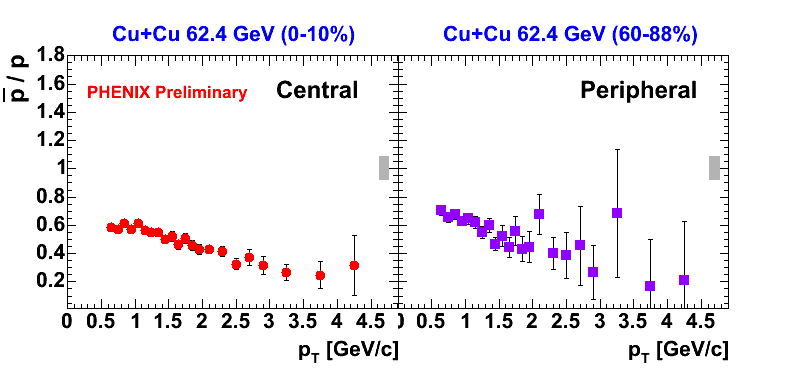 Cu+Cu 62.4 GeV (0-10%)
Cu+Cu 62.4 GeV (60-88%)
p̅ / p
1.8
1.6
1.4
1.2
1
0.8
0.6
0.4
0.2
PHENIX Preliminary
Central
Peripheral
0 0.5 1 1.5 2 2.5 3 3.5 4 4.5
0.5 1 1.5 2 2.5 3 3.5 4 4.5
p_T [GeV/c]
p_T [GeV/c]